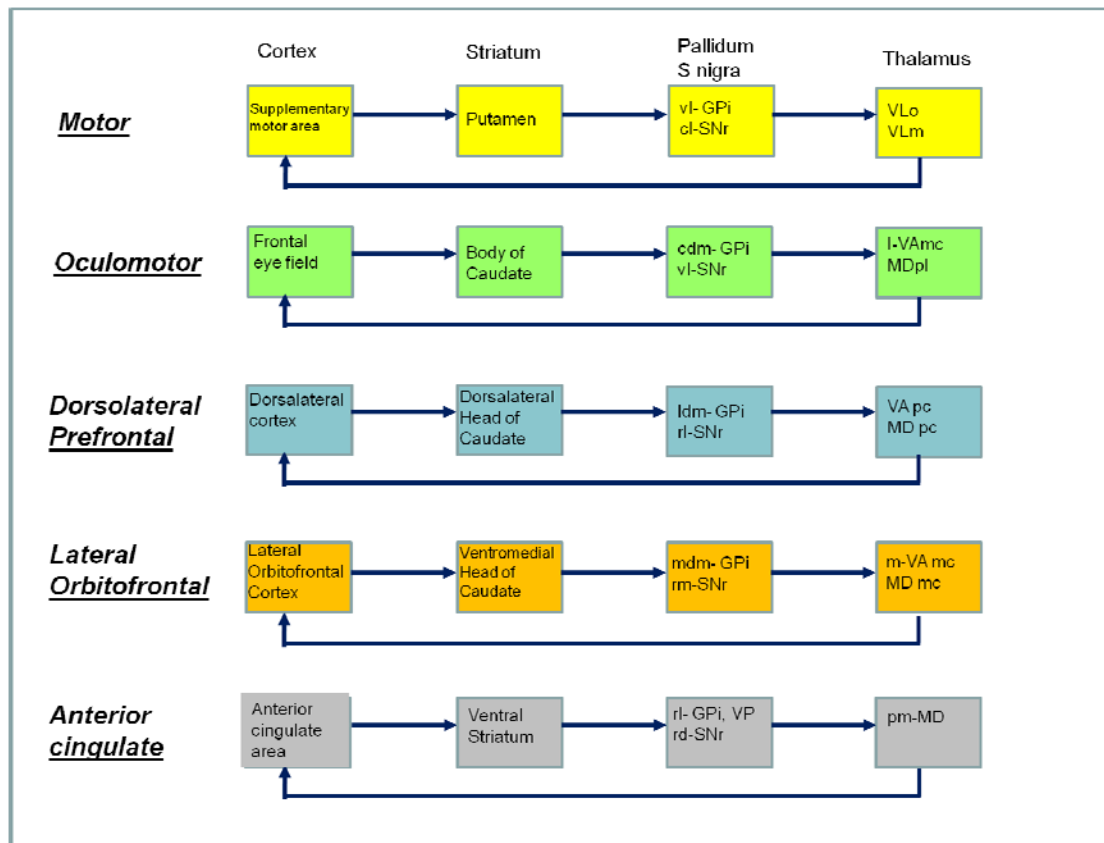 Cortex
Striatum
Pallidum
S nigra
Thalamus
Motor
Supplementary
motor area
Putamen
vl- GPi
cl-SNr
VLo
VLm
Oculomotor
Frontal
eye field
Body of
Caudate
cdm- GPi
vl-SNr
l-VAmc
MDpl
Dorsolateral
Prefrontal
Dorsalateral
cortex
Dorsalateral
Head of
Caudate
ldm- GPi
rl-SNr
VA pc
MD pc
Lateral
Orbitofrontal
Lateral
Orbitofrontal
Cortex
Ventromedial
Head of
Caudate
mdm- GPi
rm-SNr
m-VA mc
MD mc
Anterior
cingulate
Anterior
cingulate
area
Ventral
Striatum
rl- GPi, VP
rd-SNr
pm-MD